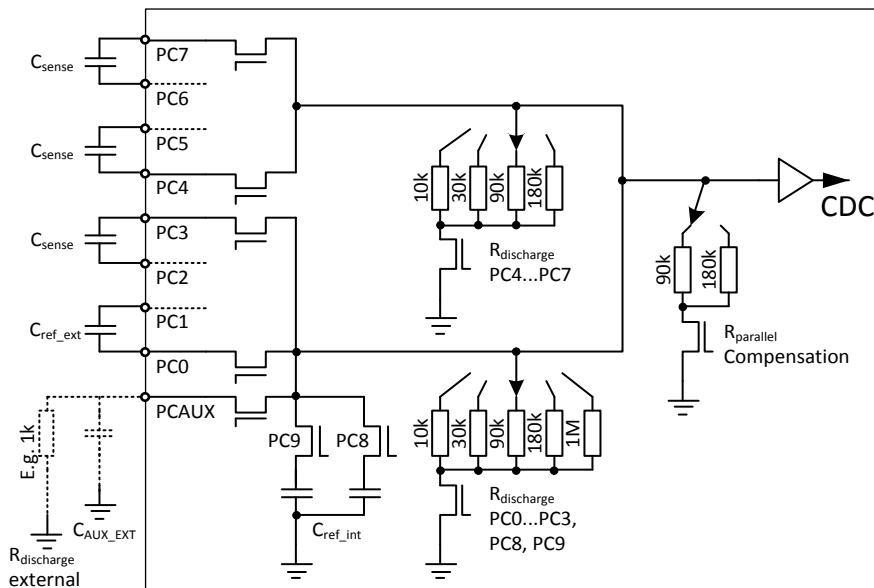 C_sense
PC7
PC6
C_sense
PC5
PC4
C_sense
PC3
PC2
C_ref_ext
PC1
PC0
PCAUX
E.g. 1k
C_AUX_EXT
R_discharge
external
PC9
PC8
C_ref_int
10k
30k
90k
180k
R_discharge
PC4...PC7
10k
30k
90k
180k
1M
R_discharge
PC0...PC3,
PC8, PC9
90k
180k
R_parallel
Compensation
CDC